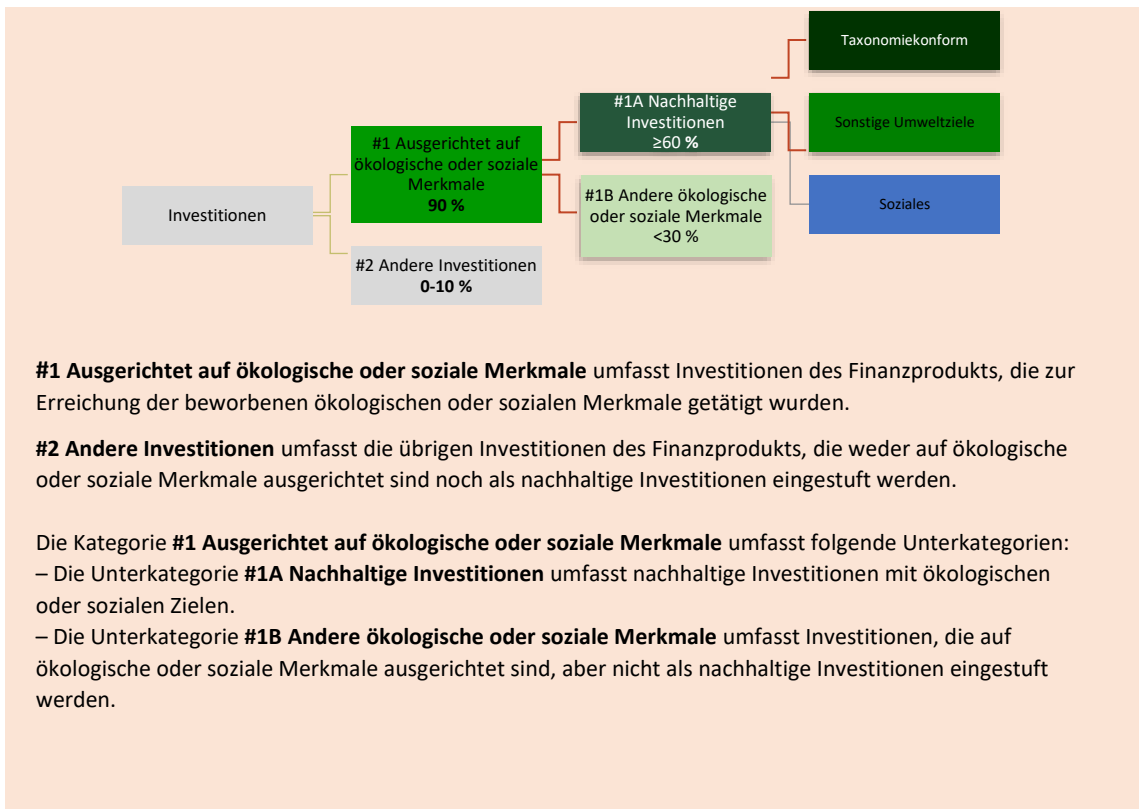 Taxonomiekonform
#1A Nachhaltige
Investitionen
≥60 %
Sonstige Umweltziele
#1 Ausgerichtet auf
ökologische oder soziale
Merkmale
90 %
#1B Andere ökologische
oder soziale Merkmale
<30 %
Soziales
Investitionen
#2 Andere Investitionen
0-10 %
#1 Ausgerichtet auf ökologische oder soziale Merkmale umfasst Investitionen des Finanzprodukts, die zur
Erreichung der beworbenen ökologischen oder sozialen Merkmale getätigt wurden.
#2 Andere Investitionen umfasst die übrigen Investitionen des Finanzprodukts, die weder auf ökologische
oder soziale Merkmale ausgerichtet sind noch als nachhaltige Investitionen eingestuft werden.
Die Kategorie #1 Ausgerichtet auf ökologische oder soziale Merkmale umfasst folgende Unterkategorien:
– Die Unterkategorie #1A Nachhaltige Investitionen umfasst nachhaltige Investitionen mit ökologischen
oder sozialen Zielen.
– Die Unterkategorie #1B Andere ökologische oder soziale Merkmale umfasst Investitionen, die auf
ökologische oder soziale Merkmale ausgerichtet sind, aber nicht als nachhaltige Investitionen eingestuft
werden.